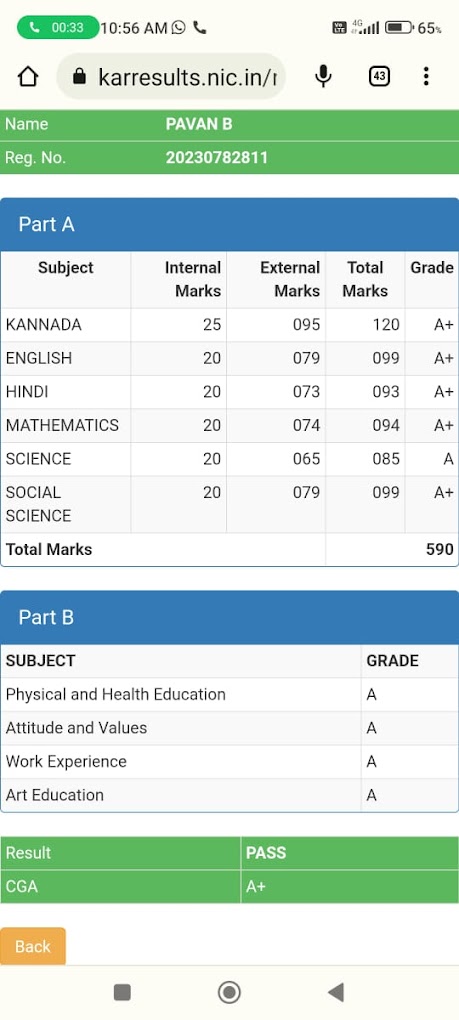 00:33 10:56 AM Vo LTE 4G 65%
karresults.nic.in/r 43
Name PAVAN B
Reg. No. 20230782811
Part A
Subject Internal Marks External Marks Total Marks Grade
KANNADA 25 095 120 A+
ENGLISH 20 079 099 A+
HINDI 20 073 093 A+
MATHEMATICS 20 074 094 A+
SCIENCE 20 065 085 A
SOCIAL SCIENCE 20 079 099 A+
Total Marks 590
Part B
SUBJECT GRADE
Physical and Health Education A
Attitude and Values A
Work Experience A
Art Education A
Result PASS
CGA A+
Back